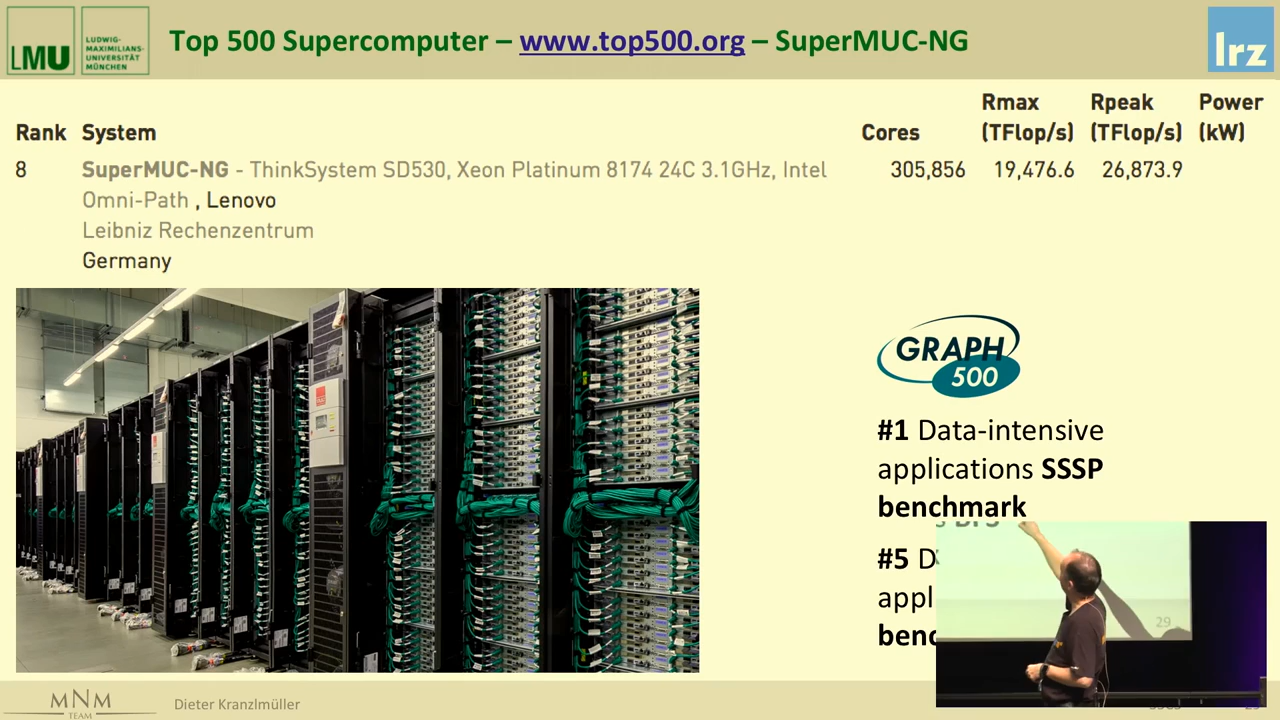 LMU
LUDWIG-
MAXIMILIANS-
UNIVERSITÄT
MÜNCHEN
Top 500 Supercomputer – www.top500.org – SuperMUC-NG
lrz
Rank System Cores Rmax (TFlop/s) Rpeak (TFlop/s) Power (kW)
8 SuperMUC-NG - ThinkSystem SD530, Xeon Platinum 8174 24C 3.1GHz, Intel 305,856 19,476.6 26,873.9
Omni-Path , Lenovo
Leibniz Rechenzentrum
Germany
GRAPH
500
#1 Data-intensive
applications SSSP
benchmark
#5 D
appl
benc
29
MNM
TEAM
Dieter Kranzlmüller